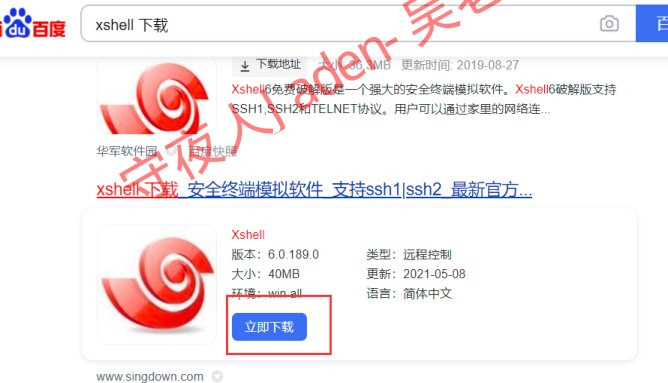 du百度 xshell 下载 百
下载地址 大小: 36.3MB 更新时间: 2019-08-27
Xshell6免费破解版是一个强大的安全终端模拟软件。Xshell6破解版支持
SSH1,SSH2和TELNET协议。用户可以通过家里的网络连...
华军软件园 百度快照
守夜人] aden- 吴老
xshell 下载_安全终端模拟软件_支持ssh1|ssh2_最新官方...
Xshell
版本: 6.0.189.0 类型: 远程控制
大小: 40MB 更新: 2021-05-08
环境: win all 语言: 简体中文
立即下载
www.singdown.com